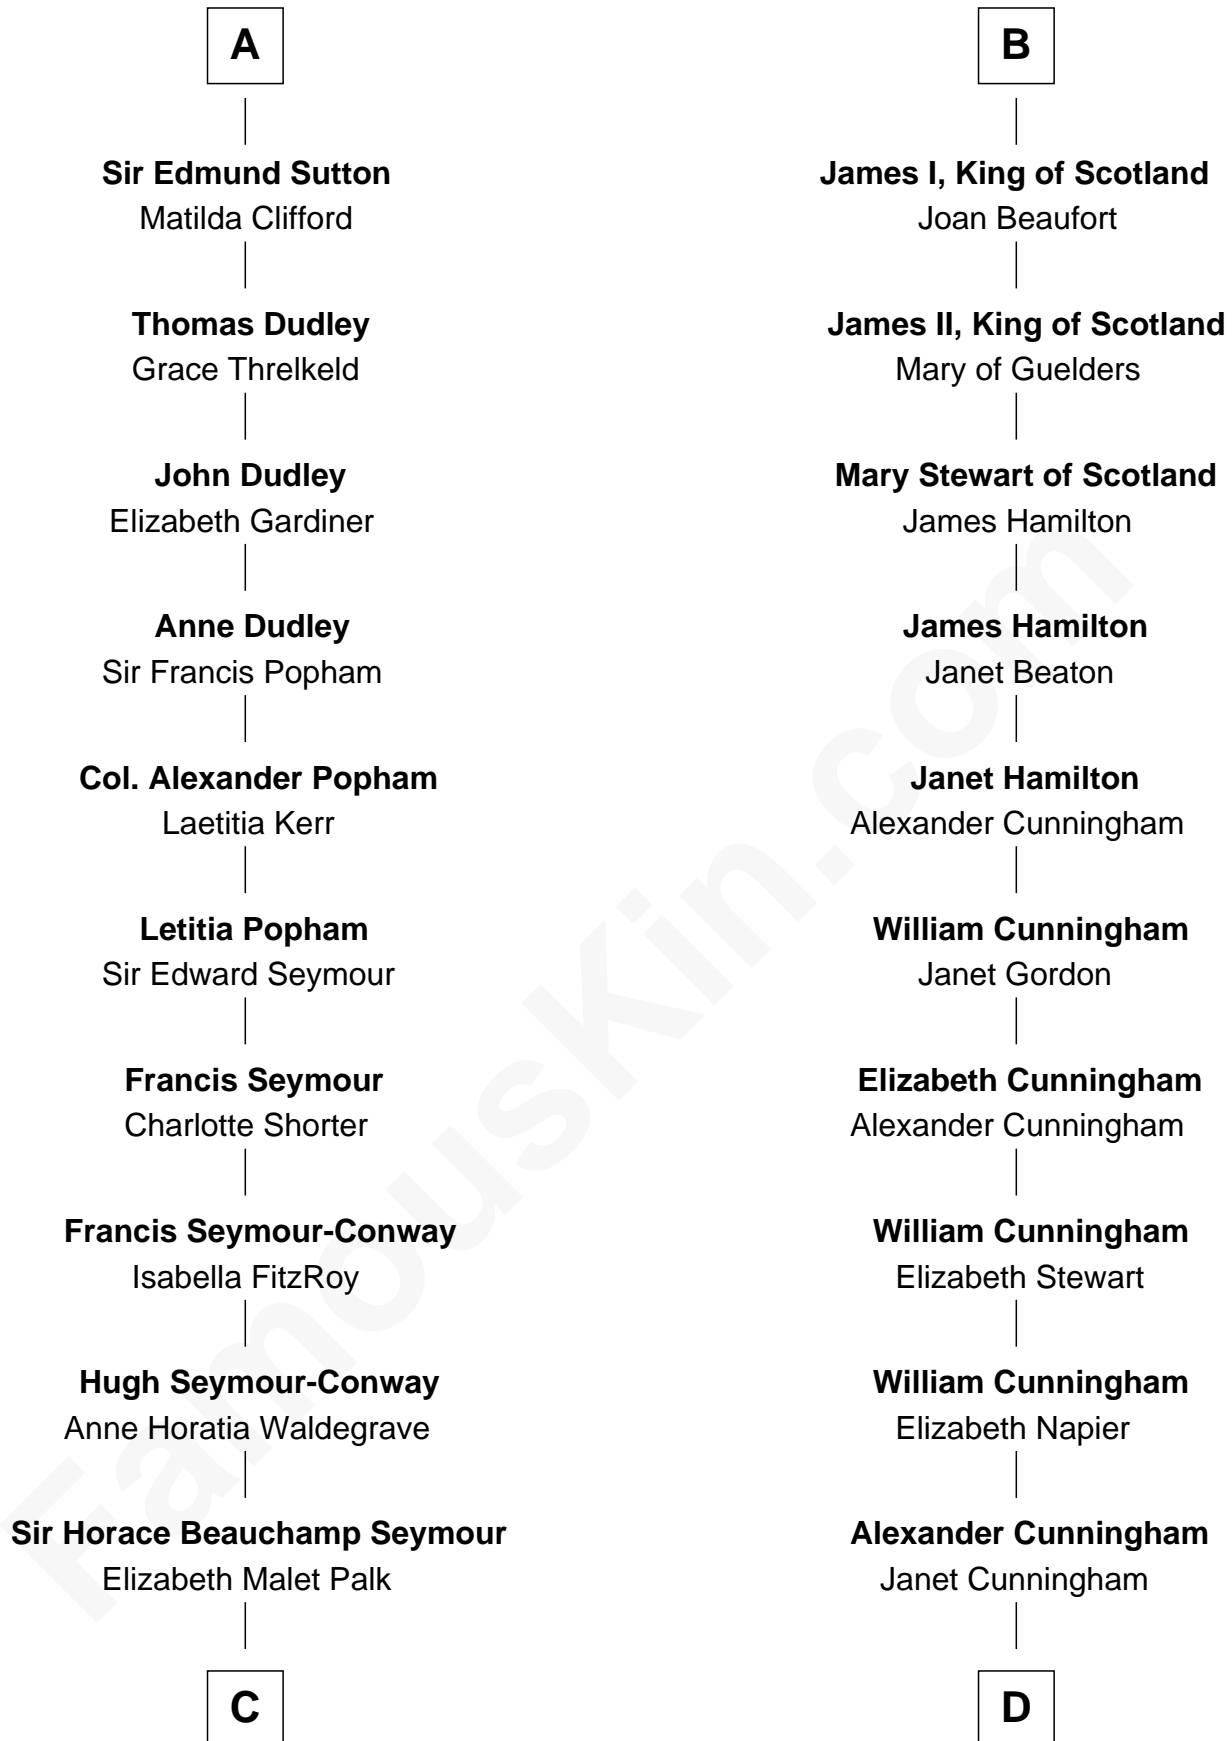 A
Sir Edmund Sutton
Matilda Clifford
Thomas Dudley
Grace Threlkeld
John Dudley
Elizabeth Gardiner
Anne Dudley
Sir Francis Popham
Col. Alexander Popham
Laetitia Kerr
Letitia Popham
Sir Edward Seymour
Francis Seymour
Charlotte Shorter
Francis Seymour-Conway
Isabella FitzRoy
Hugh Seymour-Conway
Anne Horatia Waldegrave
Sir Horace Beauchamp Seymour
Elizabeth Malet Palk
C
B
James I, King of Scotland
Joan Beaufort
James II, King of Scotland
Mary of Guelders
Mary Stewart of Scotland
James Hamilton
James Hamilton
Janet Beaton
Janet Hamilton
Alexander Cunningham
William Cunningham
Janet Gordon
Elizabeth Cunningham
Alexander Cunningham
William Cunningham
Elizabeth Stewart
William Cunningham
Elizabeth Napier
Alexander Cunningham
Janet Cunningham
D
FamousKin.com